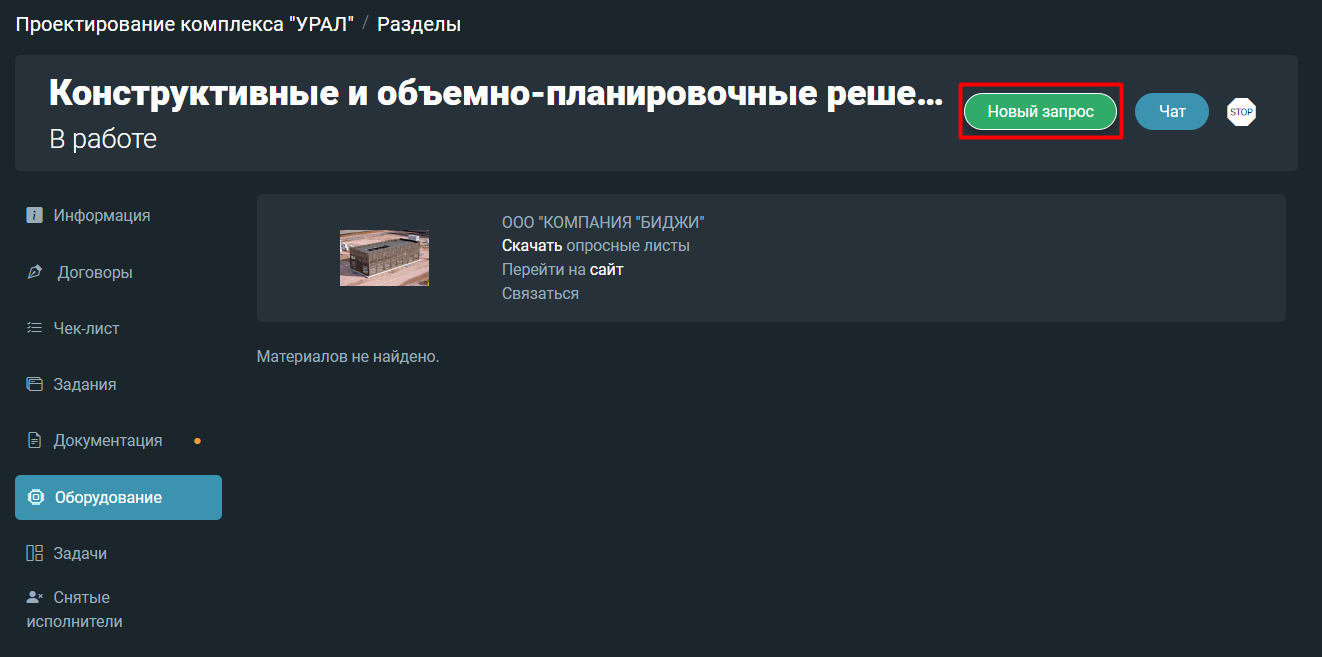 Проектирование комплекса "УРАЛ" / Разделы
Конструктивные и объемно-планировочные реше...
В работе
Новый запрос
Чат
STOP
Информация
Договоры
Чек-лист
Задания
Документация
Оборудование
Задачи
Снятые
исполнители
ООО "КОМПАНИЯ "БИДЖИ"
Скачать опросные листы
Перейти на сайт
Связаться
Материалов не найдено.